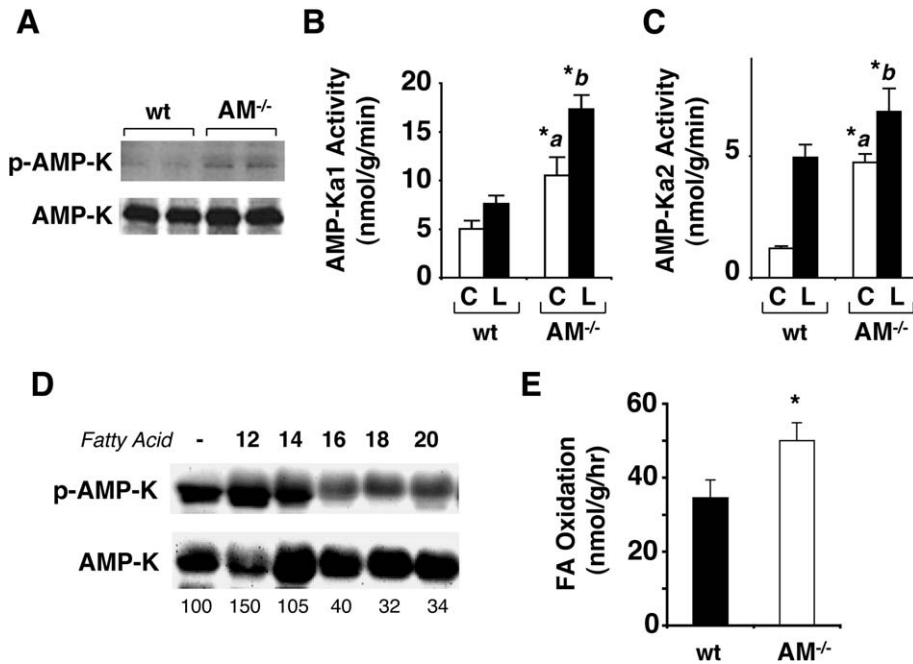 A
wt AM-/-
p-AMP-K
AMP-K
B
AMP-Ka1 Activity
(nmol/g/min)
20
15
10
5
0
*a
*b
C L C L
wt AM-/-
C
AMP-Ka2 Activity
(nmol/g/min)
5
0
*a
*b
C L C L
wt AM-/-
D
Fatty Acid - 12 14 16 18 20
p-AMP-K
AMP-K
100 150 105 40 32 34
E
FA Oxidation
(nmol/g/hr)
60
40
20
0
*
wt AM-/-